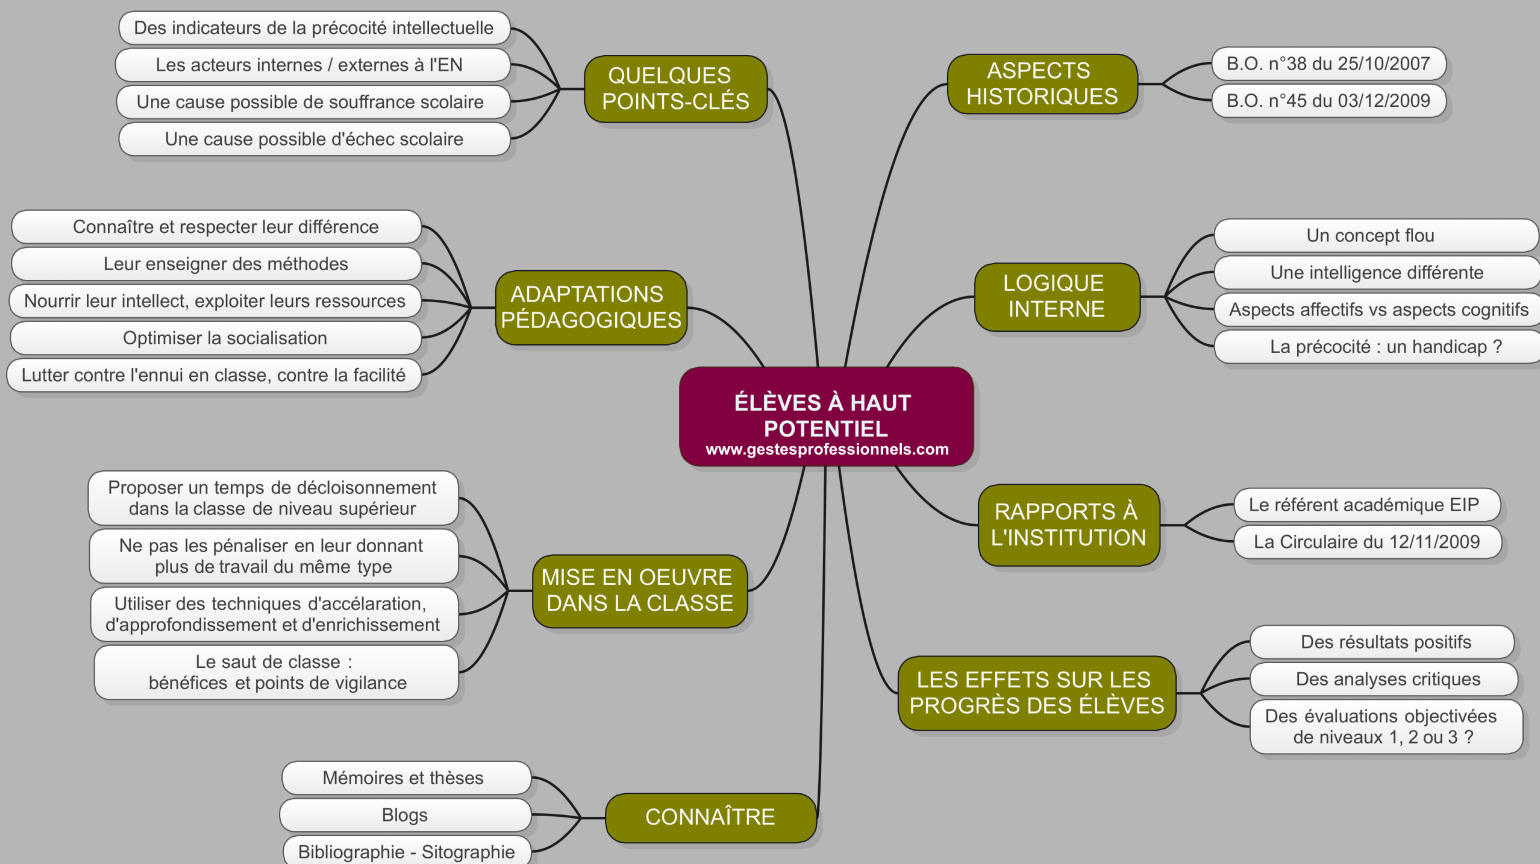 Des indicateurs de la précocité intellectuelle
Les acteurs internes / externes à l'EN
Une cause possible de souffrance scolaire
Une cause possible d'échec scolaire
QUELQUES
POINTS-CLÉS
ASPECTS
HISTORIQUES
B.O. n°38 du 25/10/2007
B.O. n°45 du 03/12/2009
Connaître et respecter leur différence
Leur enseigner des méthodes
Nourrir leur intellect, exploiter leurs ressources
Optimiser la socialisation
Lutter contre l'ennui en classe, contre la facilité
ADAPTATIONS
PÉDAGOGIQUES
LOGIQUE
INTERNE
Un concept flou
Une intelligence différente
Aspects affectifs vs aspects cognitifs
La précocité : un handicap ?
ÉLÈVES À HAUT
POTENTIEL
www.gestesprofessionnels.com
Proposer un temps de décloisonnement
dans la classe de niveau supérieur
Ne pas les pénaliser en leur donnant
plus de travail du même type
Utiliser des techniques d'accélaration,
d'approfondissement et d'enrichissement
Le saut de classe :
bénéfices et points de vigilance
MISE EN OEUVRE
DANS LA CLASSE
RAPPORTS À
L'INSTITUTION
Le référent académique EIP
La Circulaire du 12/11/2009
LES EFFETS SUR LES
PROGRÈS DES ÉLÈVES
Des résultats positifs
Des analyses critiques
Des évaluations objectivées
de niveaux 1, 2 ou 3 ?
Mémoires et thèses
Blogs
Bibliographie - Sitographie
CONNAÎTRE